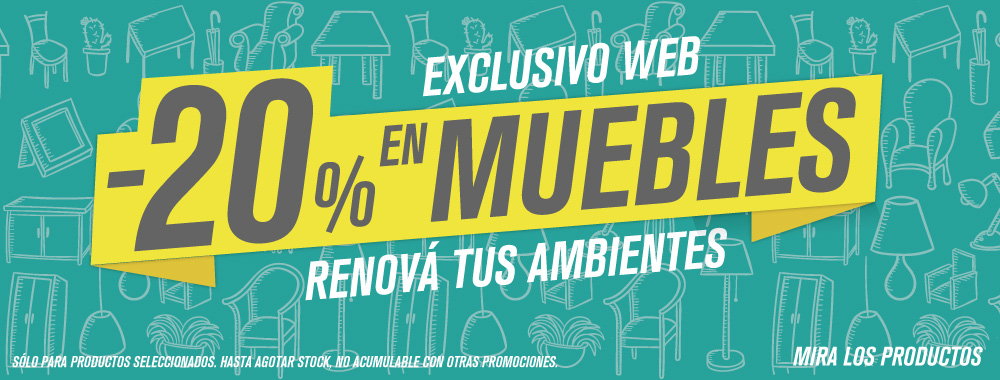 EXCLUSIVO WEB
-20% EN MUEBLES
RENOVÁ TUS AMBIENTES
SÓLO PARA PRODUCTOS SELECCIONADOS. HASTA AGOTAR STOCK, NO ACUMULABLE CON OTRAS PROMOCIONES.
MIRA LOS PRODUCTOS